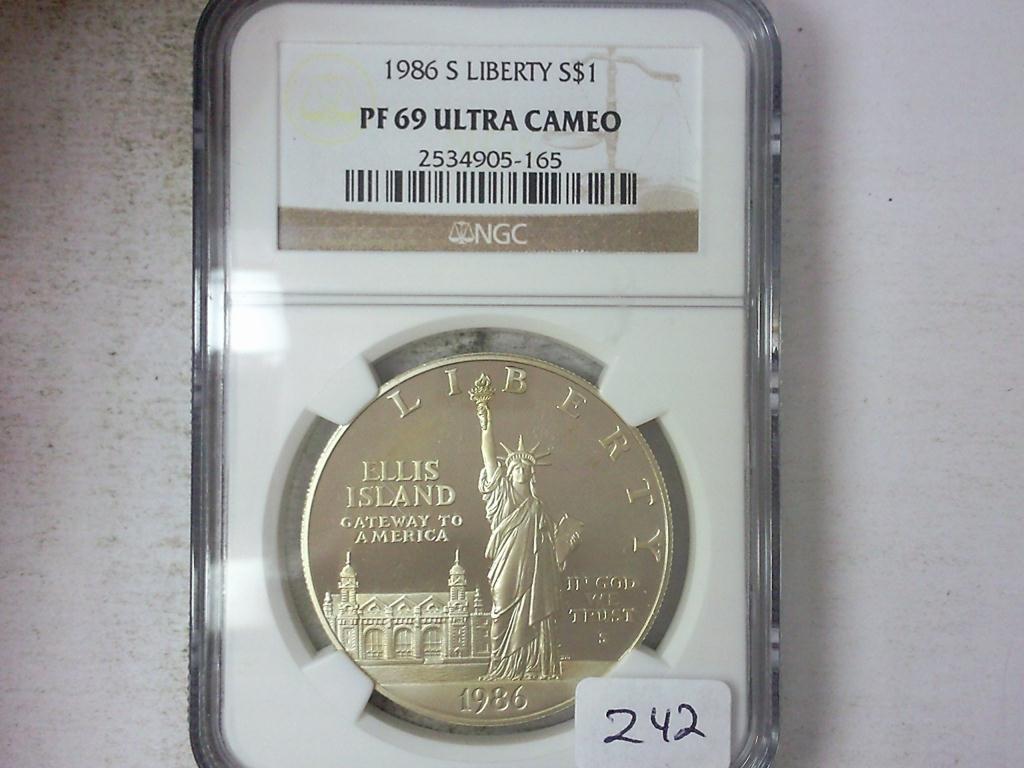 1986 S LIBERTY S$1
PF 69 ULTRA CAMEO
2534905-165
NGC
LIBERTY
ELLIS
ISLAND
GATEWAY TO
AMERICA
IN GOD
WE
TRUST
S
1986
242